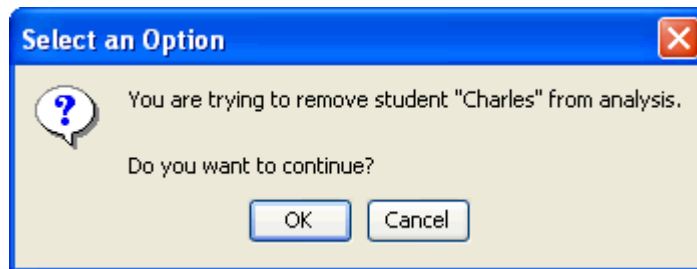 Select an Option
You are trying to remove student "Charles" from analysis.
Do you want to continue?
OK Cancel